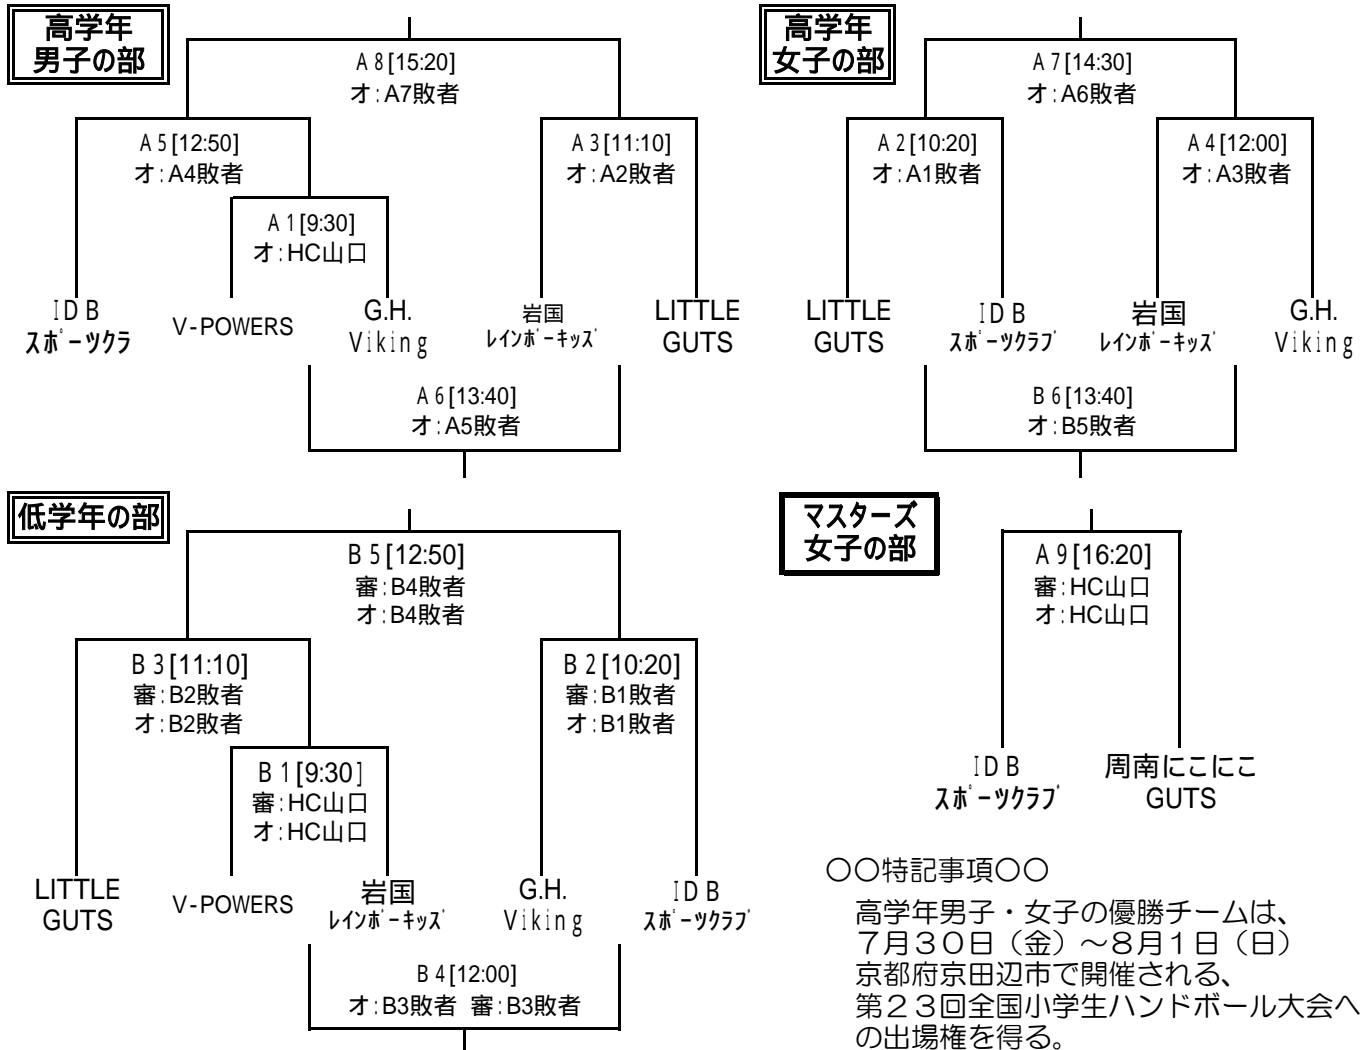 高学年
男子の部
A8[15:20]
オ:A7敗者
A5[12:50]
オ:A4敗者
A3[11:10]
オ:A2敗者
A1[9:30]
オ:HC山口
IDB
スポーツクラ
V-POWERS
G.H.
Viking
岩国
レインボーキッズ
LITTLE
GUTS
A6[13:40]
オ:A5敗者
高学年
女子の部
A7[14:30]
オ:A6敗者
A2[10:20]
オ:A1敗者
A4[12:00]
オ:A3敗者
LITTLE
GUTS
IDB
スポーツクラブ
岩国
レインボーキッズ
G.H.
Viking
B6[13:40]
オ:B5敗者
低学年の部
B5[12:50]
審:B4敗者
オ:B4敗者
B3[11:10]
審:B2敗者
オ:B2敗者
B2[10:20]
審:B1敗者
オ:B1敗者
B1[9:30]
審:HC山口
オ:HC山口
LITTLE
GUTS
V-POWERS
岩国
レインボーキッズ
G.H.
Viking
IDB
スポーツクラブ
B4[12:00]
オ:B3敗者 審:B3敗者
マスターズ
女子の部
A9[16:20]
審:HC山口
オ:HC山口
IDB
スポーツクラブ
周南にこにこ
GUTS
○○特記事項○○
高学年男子・女子の優勝チームは、
7月30日(金)~8月1日(日)
京都府京田辺市で開催される、
第23回全国小学生ハンドボール大会へ
の出場権を得る。